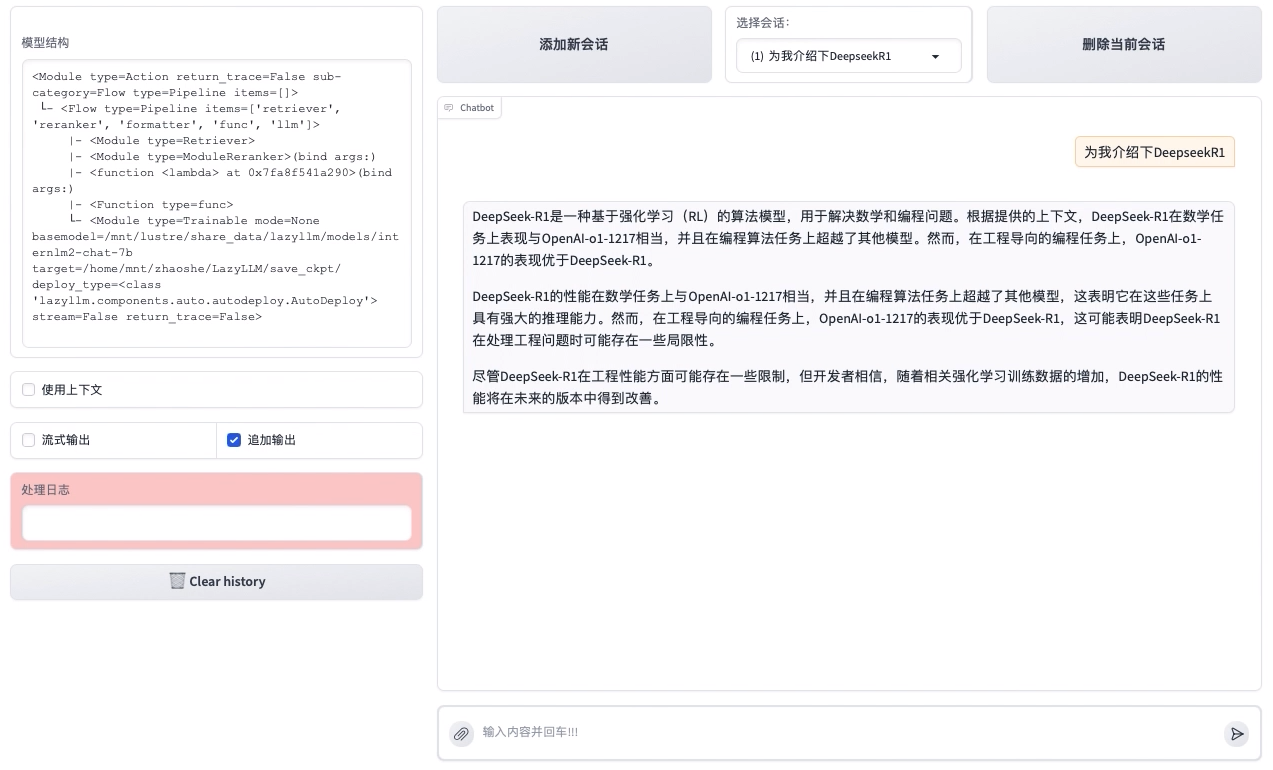 模型结构
<Module type=Action return_trace=False sub-
category=Flow type=Pipeline items=[]>
└- <Flow type=Pipeline items=['retriever',
'reranker', 'formatter', 'func', 'llm']>
|- <Module type=Retriever>
|- <Module type=ModuleReranker>(bind args:)
|- <function <lambda> at 0x7fa8f541a290>(bind
args:)
|- <Function type=func>
└- <Module type=Trainable mode=None
basemodel=/mnt/lustre/share_data/lazyllm/models/int
ernlm2-chat-7b
target=/home/mnt/zhaoshe/LazyLLM/save_ckpt/
deploy_type=<class
'lazyllm.components.auto.autodeploy.AutoDeploy'>
stream=False return_trace=False>
使用上下文
流式输出
追加输出
处理日志
Clear history
添加新会话
选择会话:
(1) 为我介绍下DeepseekR1
删除当前会话
Chatbot
为我介绍下DeepseekR1
DeepSeek-R1是一种基于强化学习（RL）的算法模型，用于解决数学和编程问题。根据提供的上下文，DeepSeek-R1在数学任
务上表现与OpenAI-o1-1217相当，并且在编程算法任务上超越了其他模型。然而，在工程导向的编程任务上，OpenAI-o1-
1217的表现优于DeepSeek-R1。
DeepSeek-R1的性能在数学任务上与OpenAI-o1-1217相当，并且在编程算法任务上超越了其他模型，这表明它在这些任务上
具有强大的推理能力。然而，在工程导向的编程任务上，OpenAI-o1-1217的表现优于DeepSeek-R1，这可能表明DeepSeek-R1
在处理工程问题时可能存在一些局限性。
尽管DeepSeek-R1在工程性能方面可能存在一些限制，但开发者相信，随着相关强化学习训练数据的增加，DeepSeek-R1的性
能将在未来的版本中得到改善。
输入内容并回车!!!